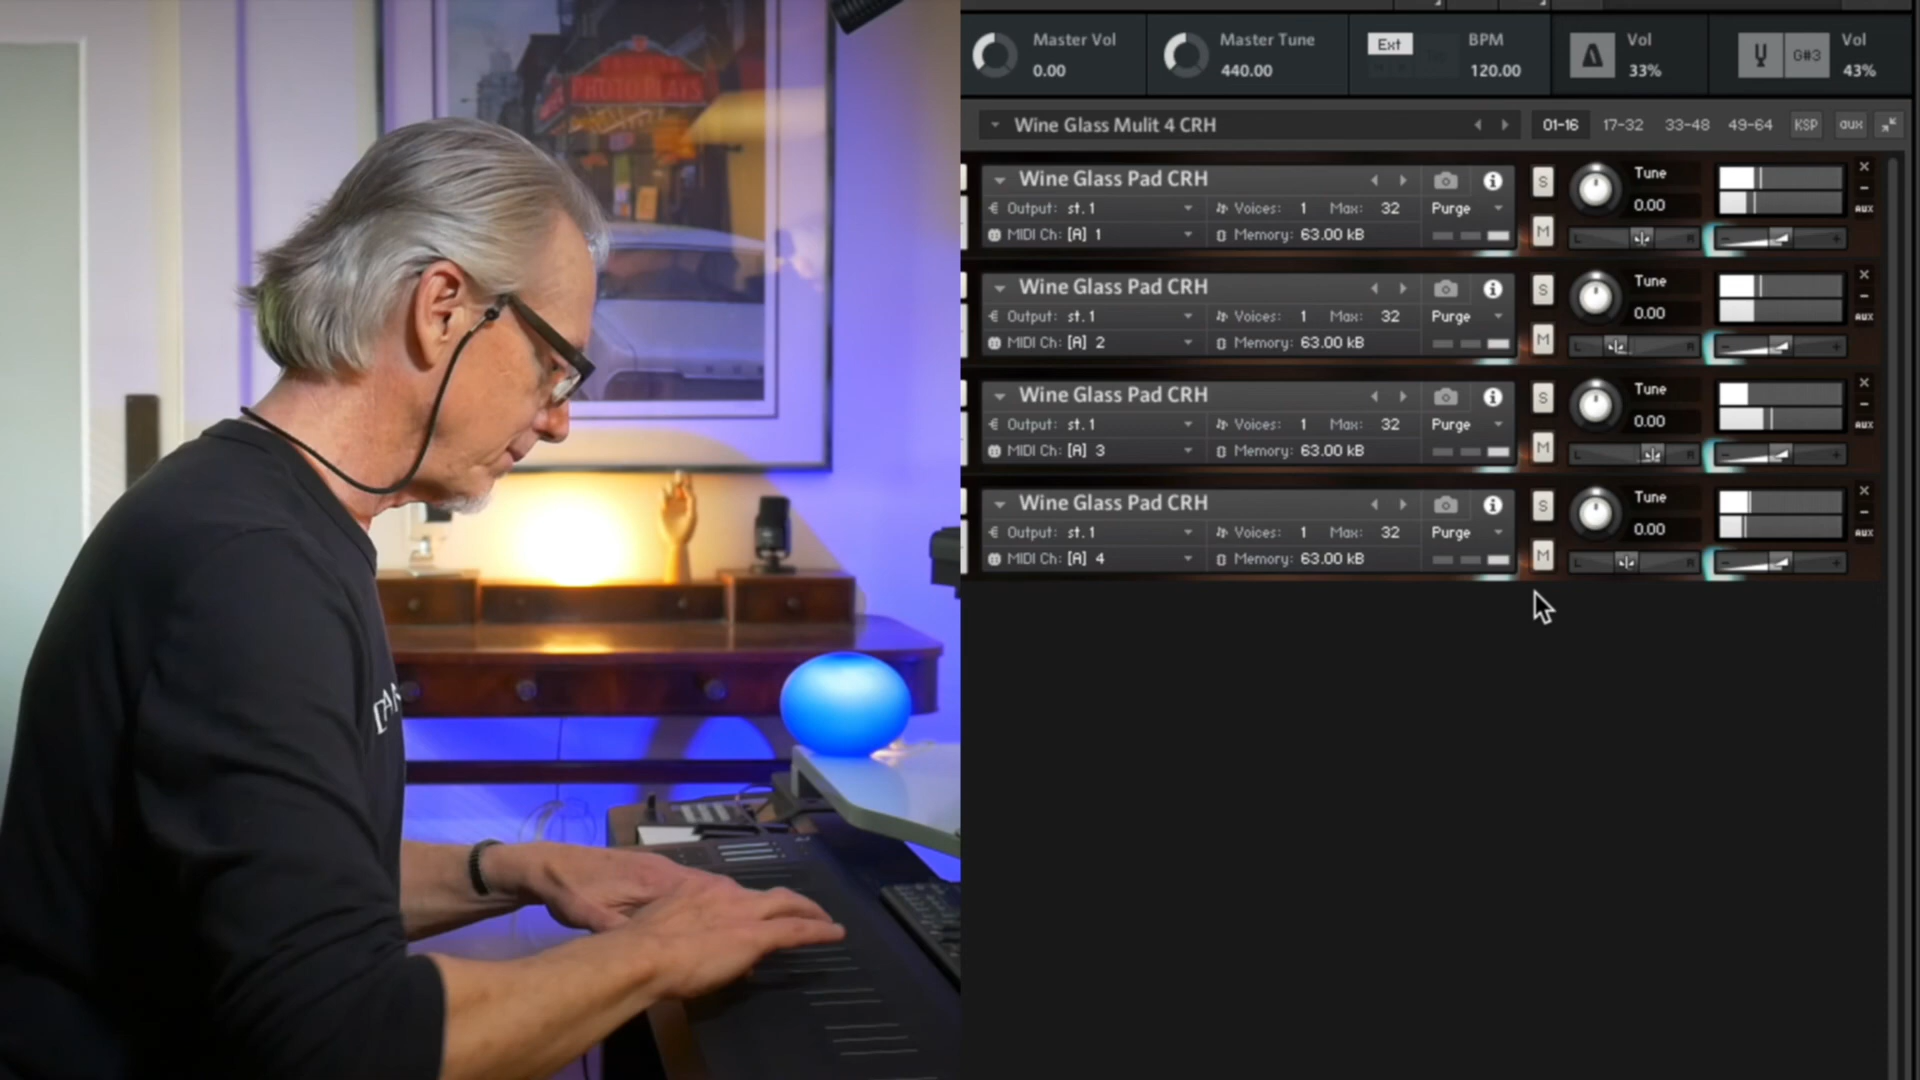 PHOTOPLAYS
Master Vol
0.00
Master Tune
440.00
Ext
BPM
120.00
Vol
33%
G#3
Vol
43%
Wine Glass Mulit 4 CRH
01-16 17-32 33-48 49-64 KSP aux
Wine Glass Pad CRH
Output: st.1 Voices: 1 Max: 32 Purge
MIDI Ch: [A] 1 Memory: 63.00 kB
S
M
Tune
0.00
L R
AUX
Wine Glass Pad CRH
Output: st.1 Voices: 1 Max: 32 Purge
MIDI Ch: [A] 2 Memory: 63.00 kB
S
M
Tune
0.00
L R
AUX
Wine Glass Pad CRH
Output: st.1 Voices: 1 Max: 32 Purge
MIDI Ch: [A] 3 Memory: 63.00 kB
S
M
Tune
0.00
L R
AUX
Wine Glass Pad CRH
Output: st.1 Voices: 1 Max: 32 Purge
MIDI Ch: [A] 4 Memory: 63.00 kB
S
M
Tune
0.00
L R
AUX